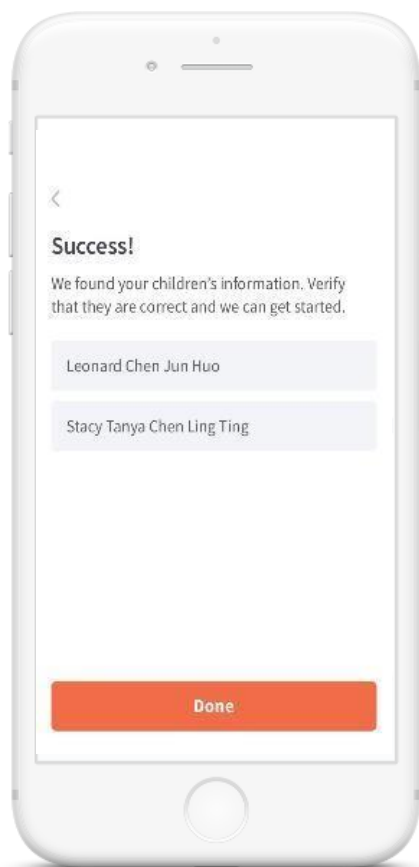 Success!
We found your children's information. Verify
that they are correct and we can get started.
Leonard Chen Jun Huo
Stacy Tanya Chen Ling Ting
Done